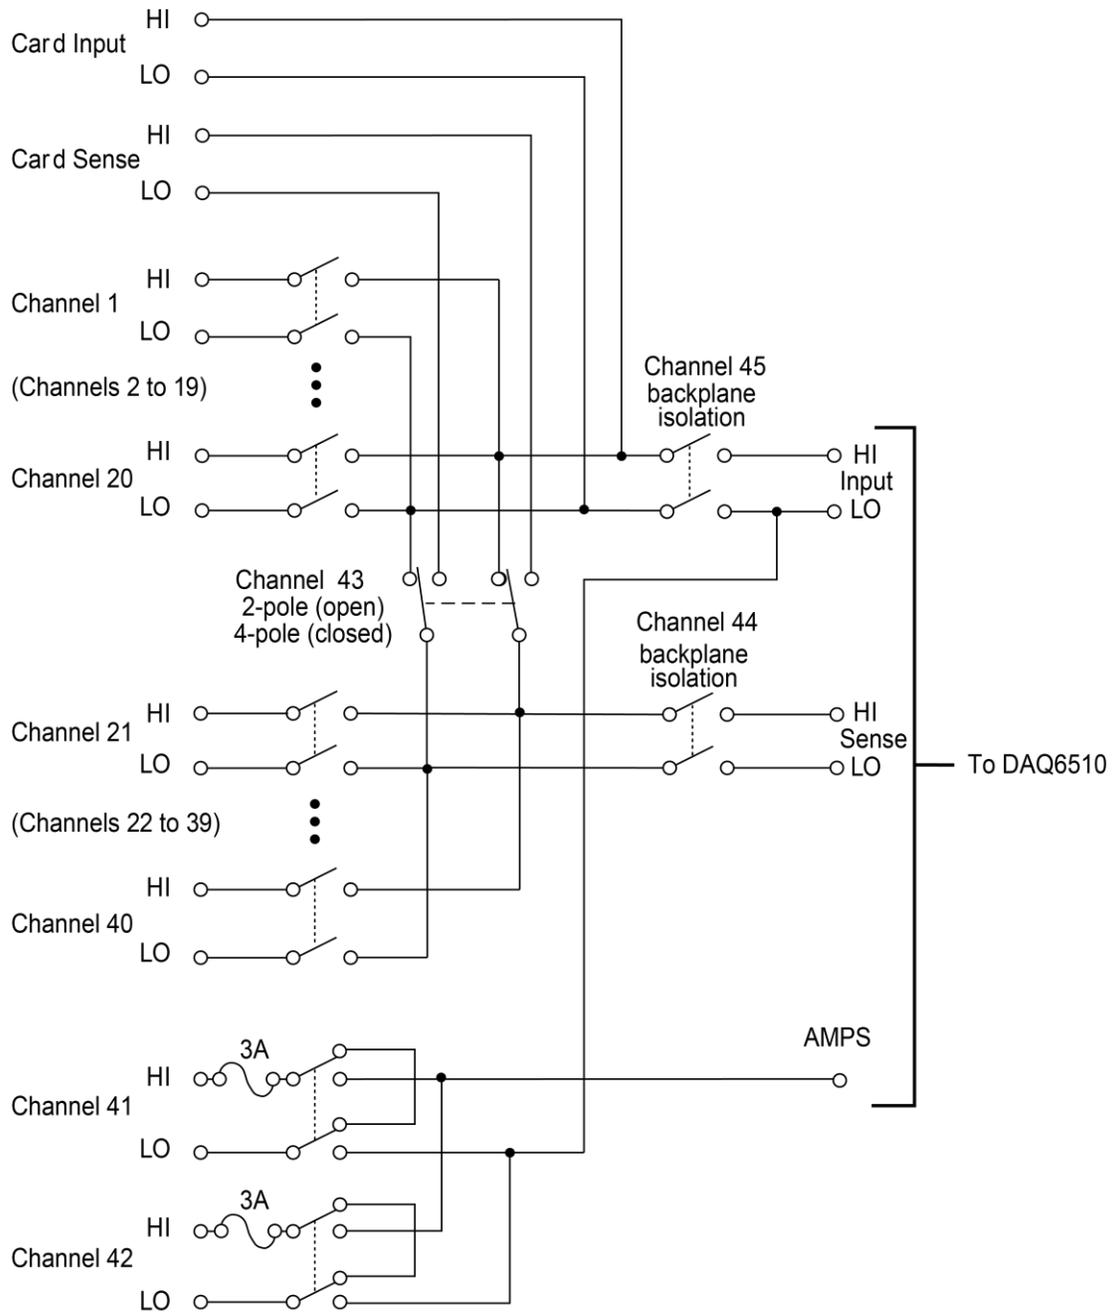 HI
Card Input
LO
HI
Card Sense
LO
HI
Channel 1
LO
(Channels 2 to 19)
HI
Channel 20
LO
Channel 45
backplane
isolation
HI
Input
LO
Channel 43
2-pole (open)
4-pole (closed)
Channel 44
backplane
isolation
HI
Channel 21
LO
HI
Sense
LO
To DAQ6510
(Channels 22 to 39)
HI
Channel 40
LO
AMPS
3A
HI
Channel 41
LO
3A
HI
Channel 42
LO